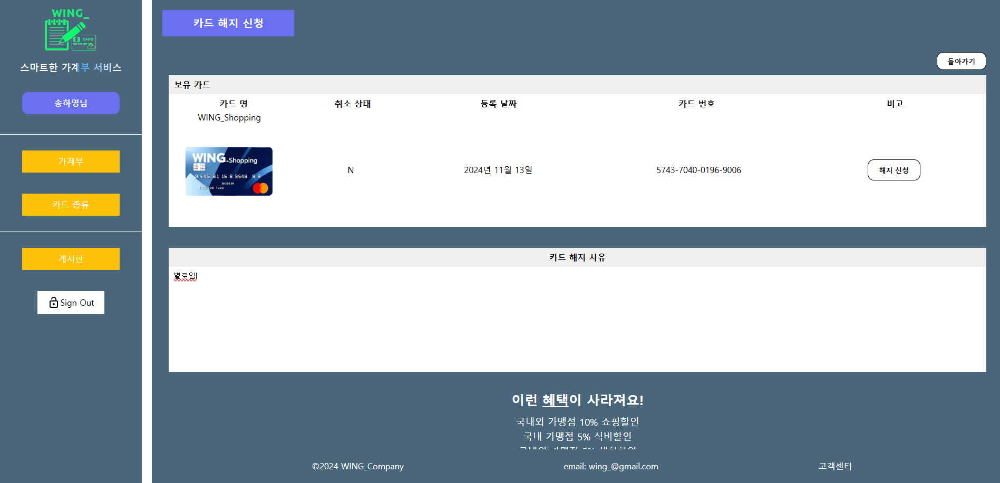 WING_
CARD
스마트한 가계부 서비스
송하영님
가계부
카드 종류
게시판
Sign Out
카드 해지 신청
돌아가기
보유 카드
카드 명 취소 상태 등록 날짜 카드 번호 비고
WING_Shopping
WING-Shopping
N 2024년 11월 13일 5743-7040-0196-9006 해지 신청
카드 해지 사유
별로임
이런 혜택이 사라져요!
국내외 가맹점 10% 쇼핑할인
국내 가맹점 5% 식비할인
©2024 WING_Company email: wing_@gmail.com 고객센터